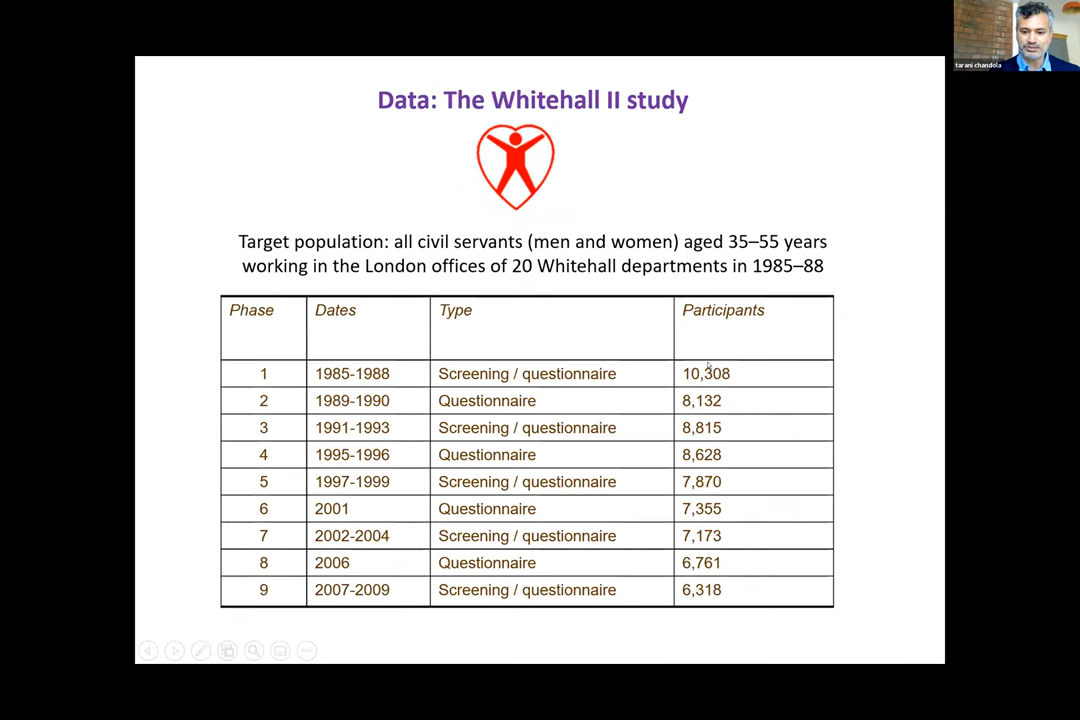 tarani chandola
Data: The Whitehall II study
Target population: all civil servants (men and women) aged 35–55 years
working in the London offices of 20 Whitehall departments in 1985–88
Phase Dates Type Participants
1 1985-1988 Screening / questionnaire 10,308
2 1989-1990 Questionnaire 8,132
3 1991-1993 Screening / questionnaire 8,815
4 1995-1996 Questionnaire 8,628
5 1997-1999 Screening / questionnaire 7,870
6 2001 Questionnaire 7,355
7 2002-2004 Screening / questionnaire 7,173
8 2006 Questionnaire 6,761
9 2007-2009 Screening / questionnaire 6,318